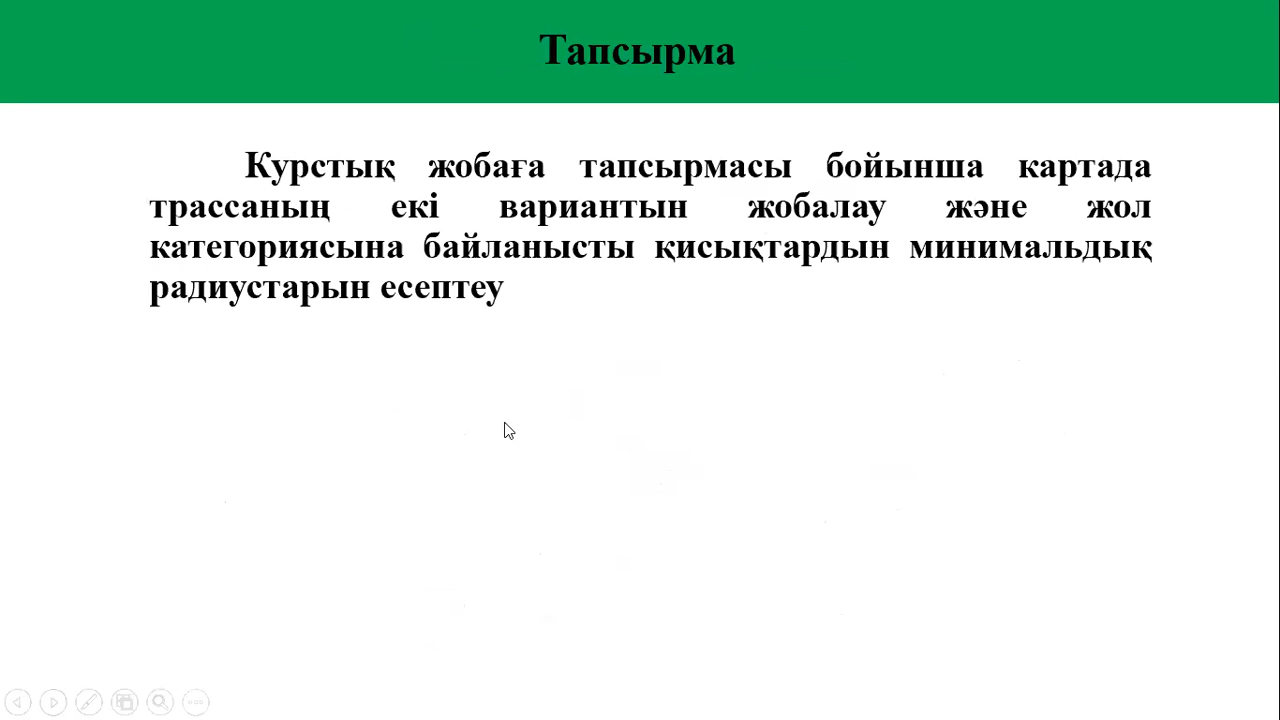 Тапсырма
Курстық жобаға тапсырмасы бойынша картада
трассаның екі вариантын жобалау және жол
категориясына байланысты қисықтардын минимальдық
радиустарын есептеу